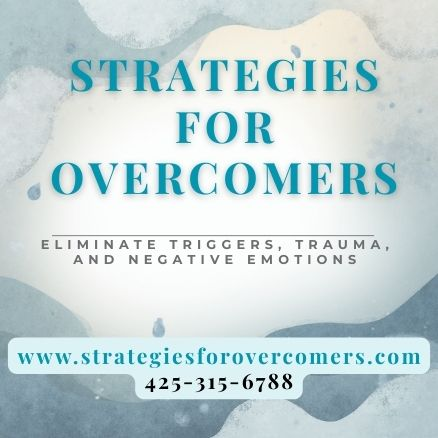 STRATEGIES
FOR
OVERCOMERS
ELIMINATE TRIGGERS, TRAUMA,
AND NEGATIVE EMOTIONS
www.strategiesforovercomers.com
425-315-6788